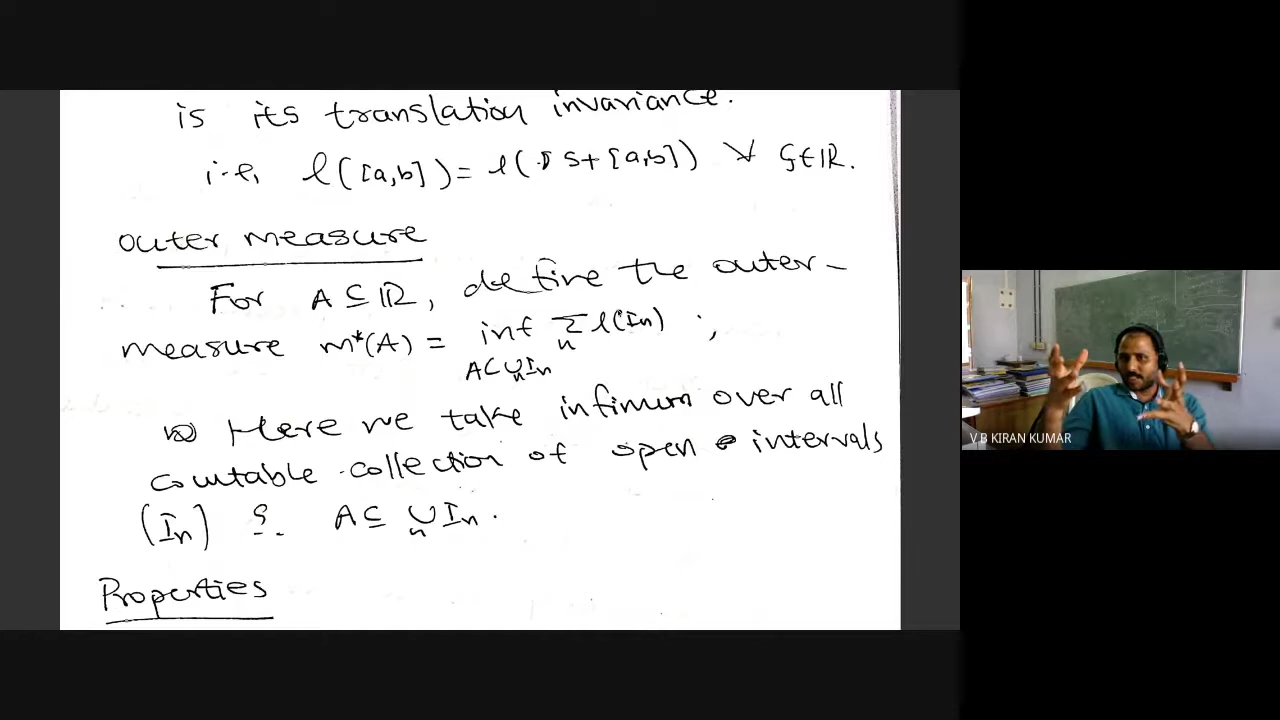 is its translation invariance.
i.e, l([a,b]) = l(s+[a,b]) ∀ s∈ℝ.
outer measure
For A⊆ℝ, define the outer-
measure m*(A) = inf Σ l(In) ;
n
A⊂∪In
n
Here we take infimum over all
countable collection of open intervals
(In) ∋ A⊆ ∪In.
n
Properties
V B KIRAN KUMAR